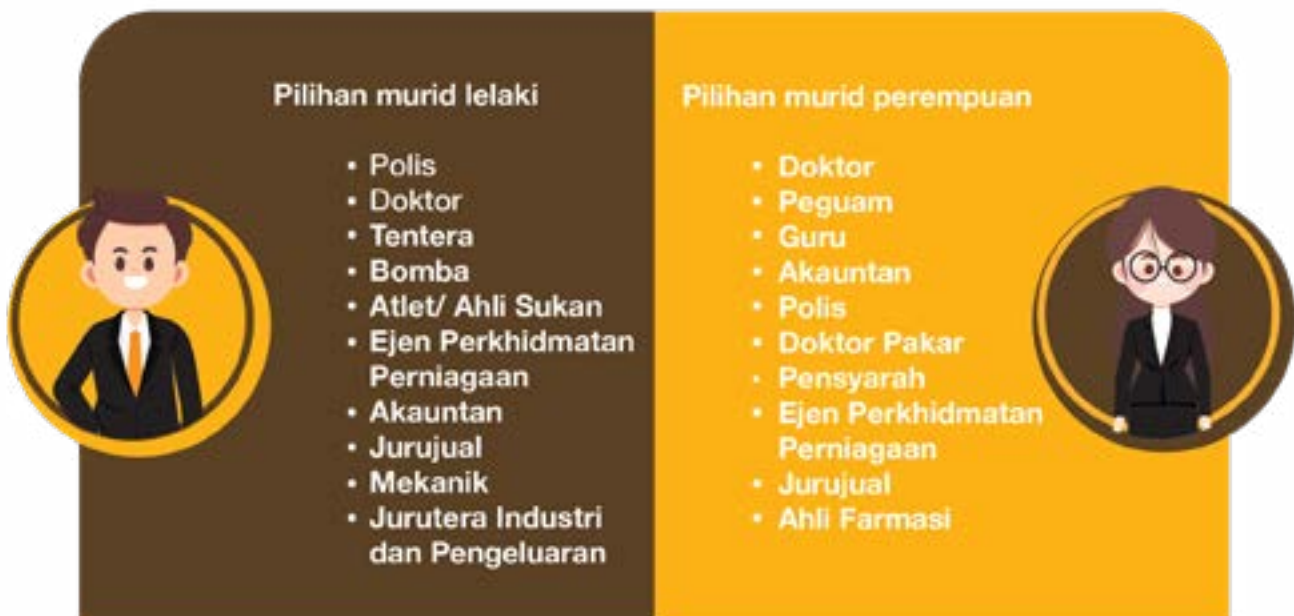 Pilihan murid lelaki
• Polis
• Doktor
• Tentera
• Bomba
• Atlet/ Ahli Sukan
• Ejen Perkhidmatan
Perniagaan
• Akauntan
• Jurujual
• Mekanik
• Jurutera Industri
dan Pengeluaran
Pilihan murid perempuan
• Doktor
• Peguam
• Guru
• Akauntan
• Polis
• Doktor Pakar
• Pensyarah
• Ejen Perkhidmatan
Perniagaan
• Jurujual
• Ahli Farmasi